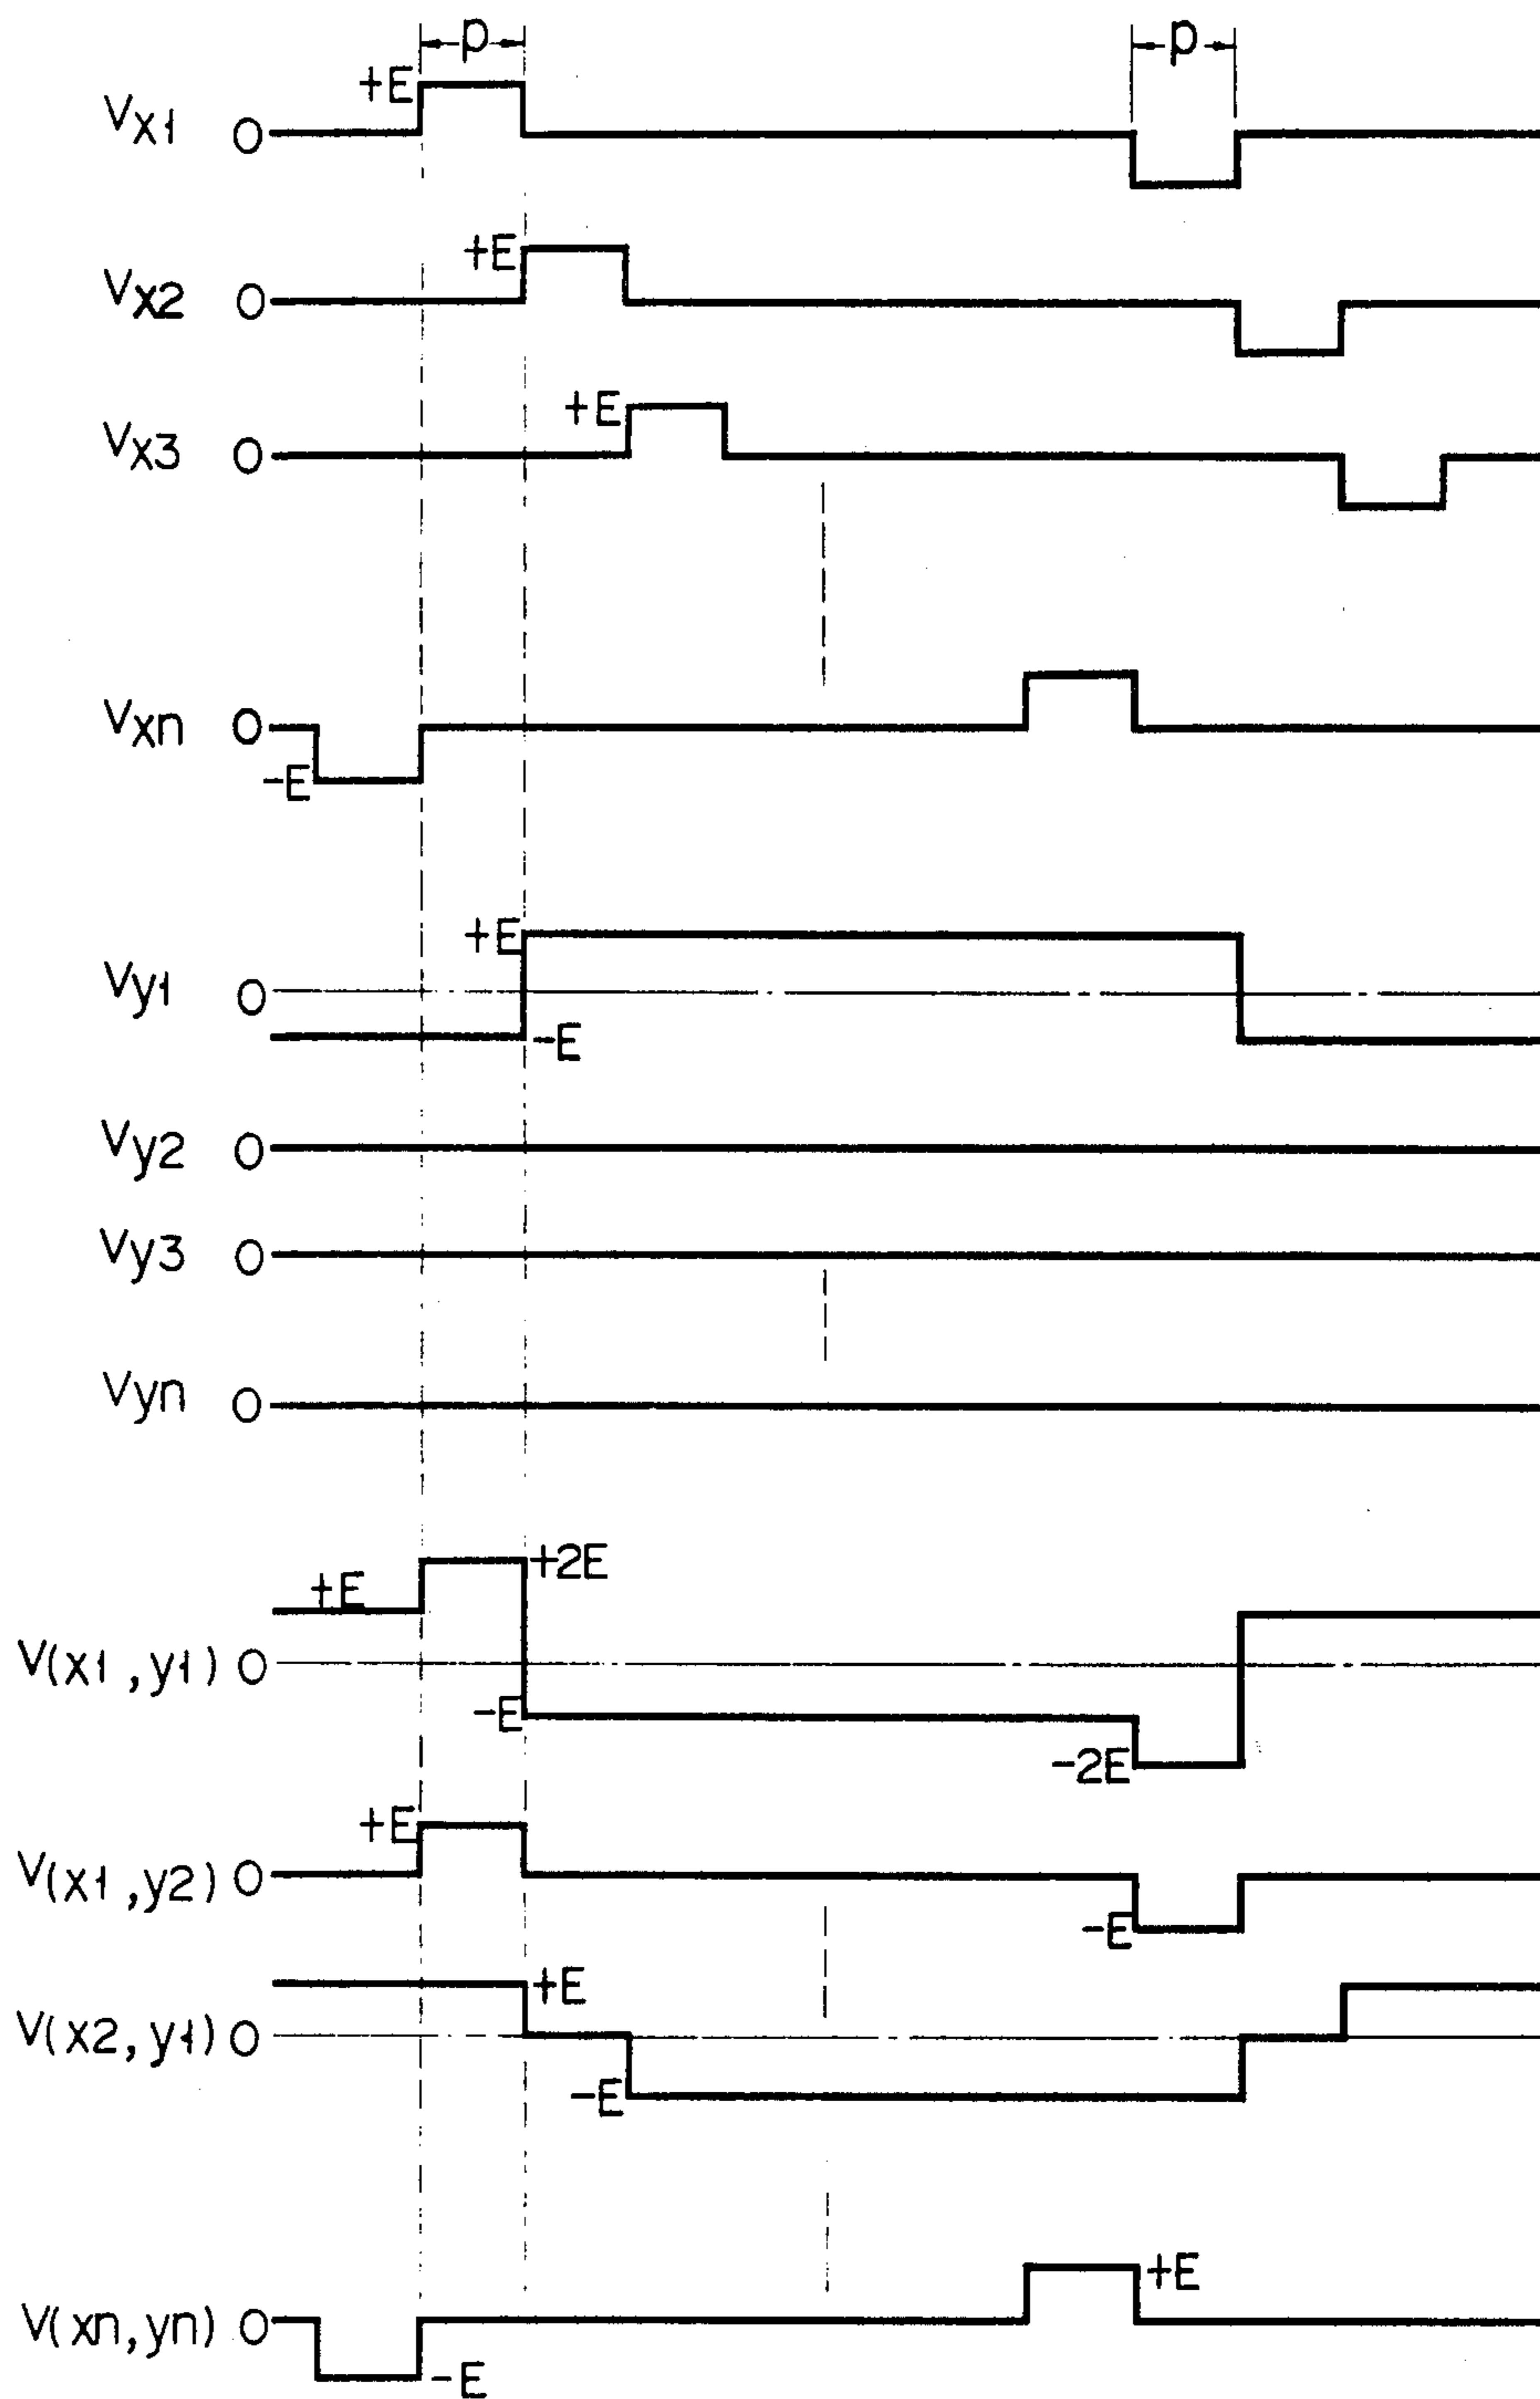 p p
+E
Vx1 0
+E
Vx2 0
+E
Vx3 0
Vxn 0
-E
+E
Vy1 0
-E
Vy2 0
Vy3 0
Vyn 0
+2E
+E
V(x1,y1) 0
-E
-2E
+E
V(x1,y2) 0
-E
+E
V(x2,y1) 0
-E
+E
V(xn,yn) 0
-E